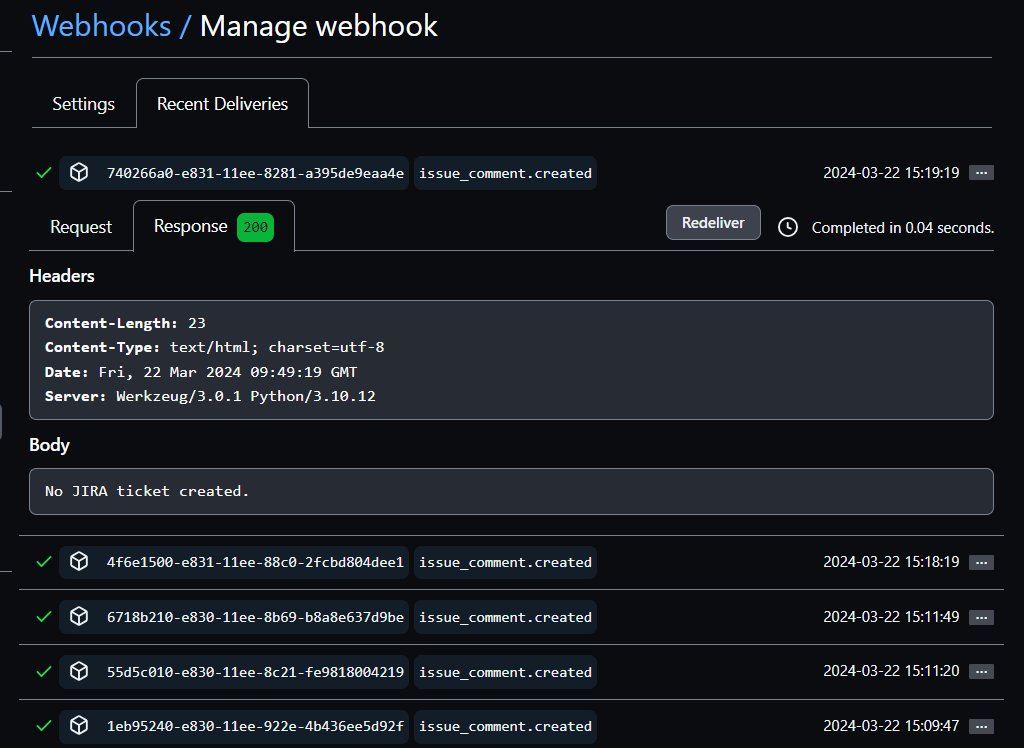 Webhooks / Manage webhook
Settings
Recent Deliveries
740266a0-e831-11ee-8281-a395de9eaa4e issue_comment.created 2024-03-22 15:19:19
Request
Response 200
Redeliver
Completed in 0.04 seconds.
Headers
Content-Length: 23
Content-Type: text/html; charset=utf-8
Date: Fri, 22 Mar 2024 09:49:19 GMT
Server: Werkzeug/3.0.1 Python/3.10.12
Body
No JIRA ticket created.
4f6e1500-e831-11ee-88c0-2fcbd804dee1 issue_comment.created 2024-03-22 15:18:19
6718b210-e830-11ee-8b69-b8a8e637d9be issue_comment.created 2024-03-22 15:11:49
55d5c010-e830-11ee-8c21-fe9818004219 issue_comment.created 2024-03-22 15:11:20
1eb95240-e830-11ee-922e-4b436ee5d92f issue_comment.created 2024-03-22 15:09:47